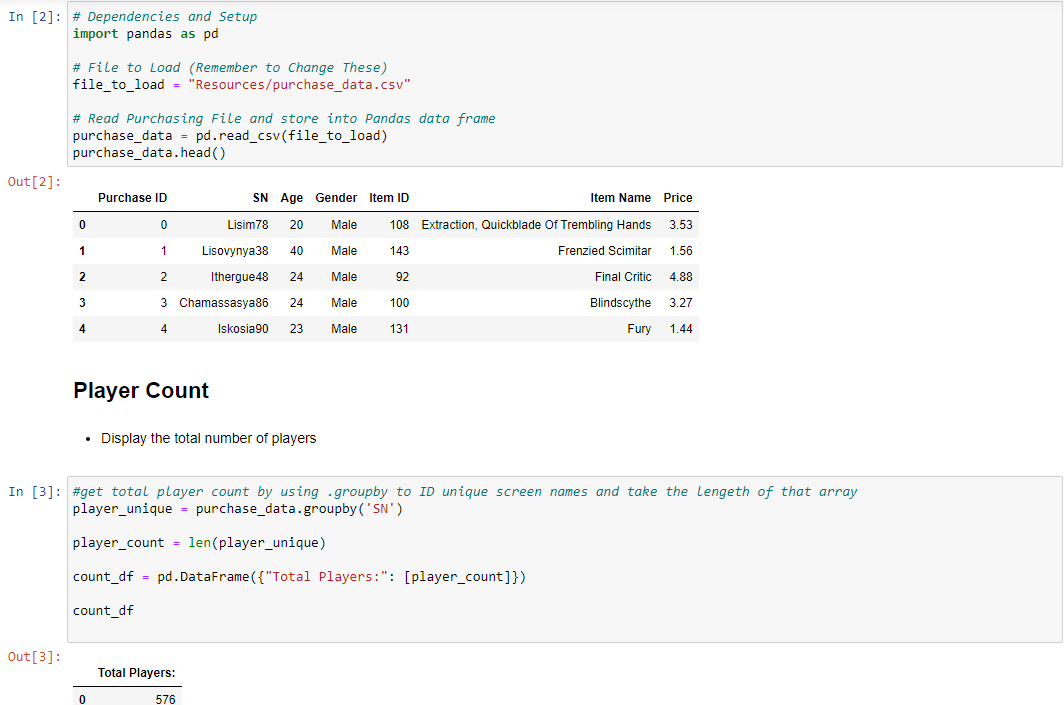 In [2]: # Dependencies and Setup
import pandas as pd
# File to Load (Remember to Change These)
file_to_load = "Resources/purchase_data.csv"
# Read Purchasing File and store into Pandas data frame
purchase_data = pd.read_csv(file_to_load)
purchase_data.head()
Out[2]:
Purchase ID SN Age Gender Item ID Item Name Price
0 0 Lisim78 20 Male 108 Extraction, Quickblade Of Trembling Hands 3.53
1 1 Lisovynya38 40 Male 143 Frenzied Scimitar 1.56
2 2 Ithergue48 24 Male 92 Final Critic 4.88
3 3 Chamassasya86 24 Male 100 Blindscythe 3.27
4 4 Iskosia90 23 Male 131 Fury 1.44
Player Count
• Display the total number of players
In [3]: #get total player count by using .groupby to ID unique screen names and take the lengeth of that array
player_unique = purchase_data.groupby('SN')
player_count = len(player_unique)
count_df = pd.DataFrame({"Total Players:": [player_count]})
count_df
Out[3]:
Total Players:
0 576